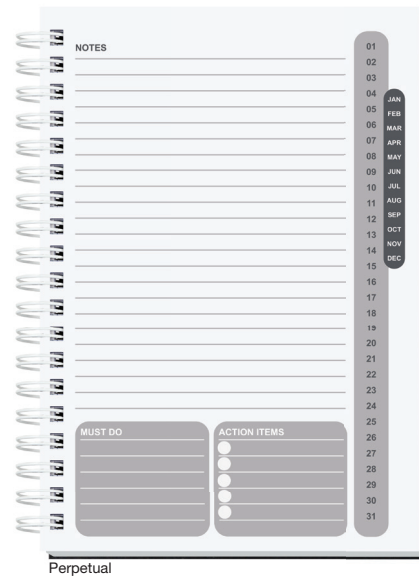 NOTES
01
02
03
04
05
06
07
08
09
10
11
12
13
14
15
16
17
18
19
20
21
22
23
24
25
26
27
28
29
30
31
JAN
FEB
MAR
APR
MAY
JUN
JUL
AUG
SEP
OCT
NOV
DEC
MUST DO
ACTION ITEMS
Perpetual